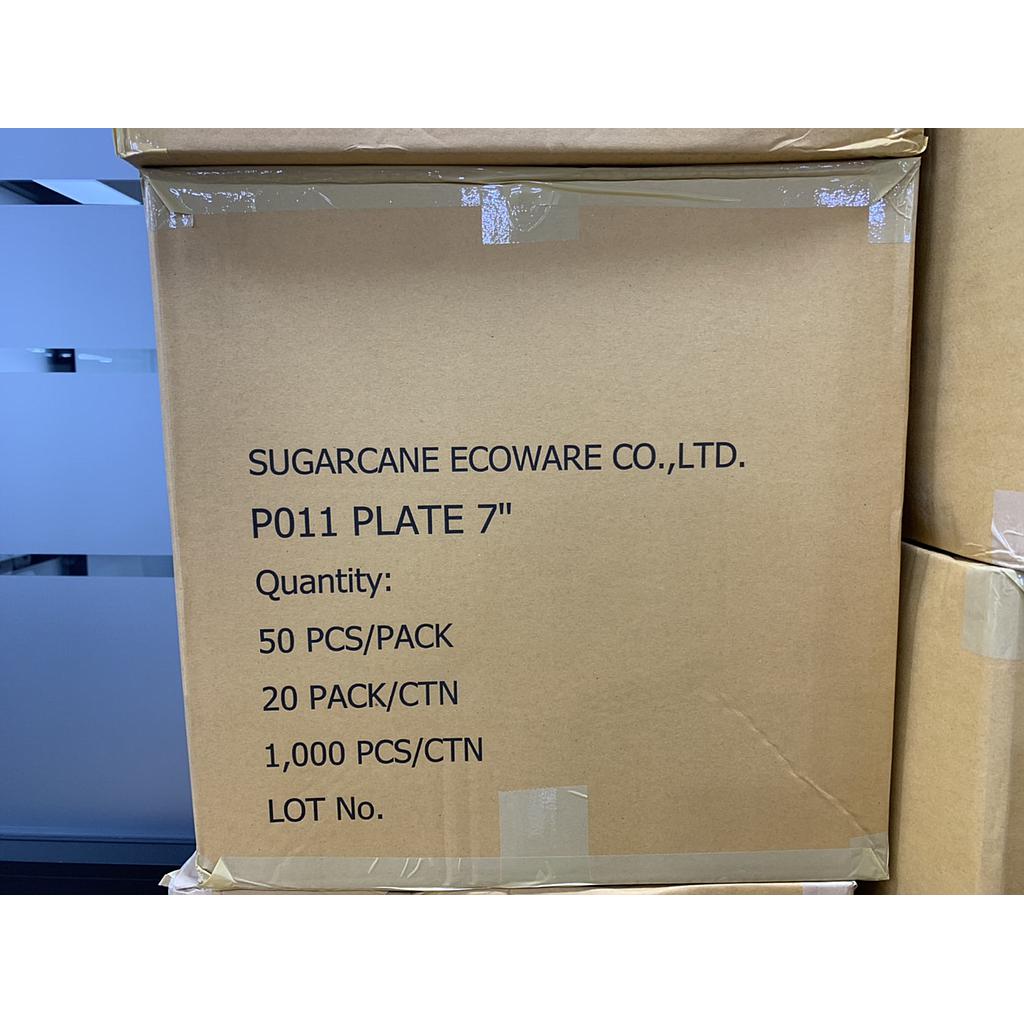 SUGARCANE ECOWARE CO.,LTD.
P011 PLATE 7"
Quantity:
50 PCS/PACK
20 PACK/CTN
1,000 PCS/CTN
LOT No.